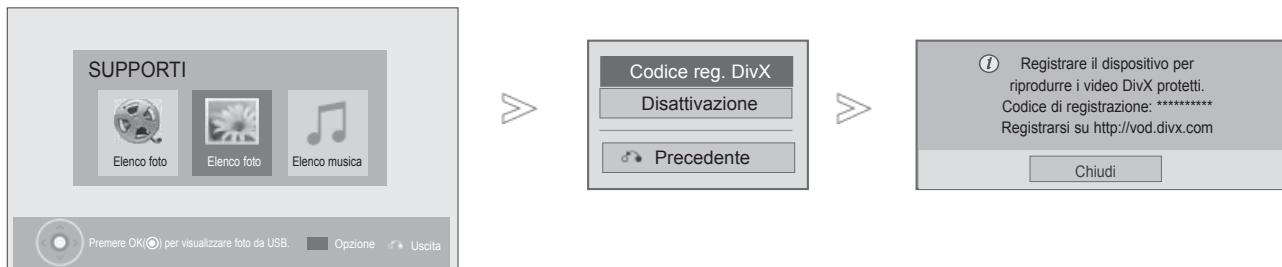 SUPPORTI
Elenco foto
Elenco foto
Elenco musica
Premere OK(◉) per visualizzare foto da USB.
Opzione
Uscita
Codice reg. DivX
Disattivazione
Precedente
Registrare il dispositivo per
riprodurre i video DivX protetti.
Codice di registrazione: **********
Registrarsi su http://vod.divx.com
Chiudi